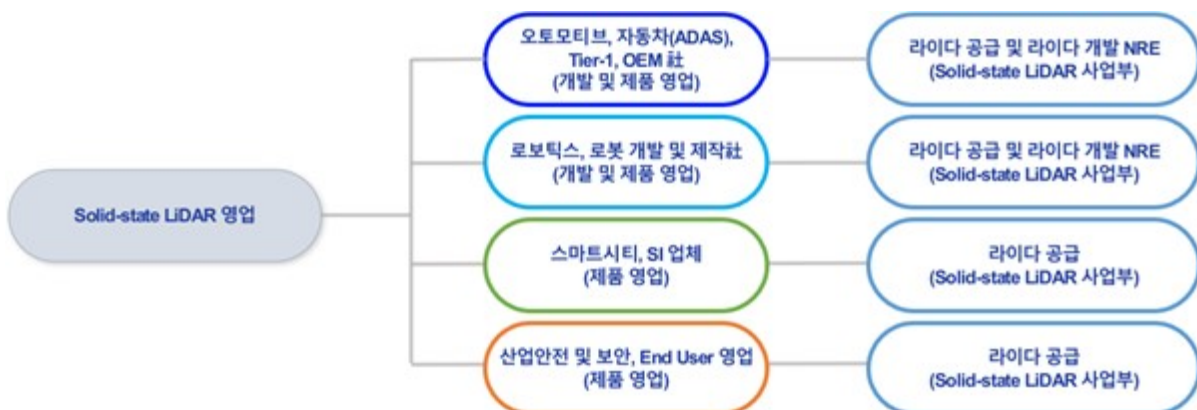 Solid-state LiDAR 영업
오토모티브, 자동차(ADAS),
Tier-1, OEM 社
(개발 및 제품 영업)
라이다 공급 및 라이다 개발 NRE
(Solid-state LiDAR 사업부)
로보틱스, 로봇 개발 및 제작社
(개발 및 제품 영업)
라이다 공급 및 라이다 개발 NRE
(Solid-state LiDAR 사업부)
스마트시티, SI 업체
(제품 영업)
라이다 공급
(Solid-state LiDAR 사업부)
산업안전 및 보안, End User 영업
(제품 영업)
라이다 공급
(Solid-state LiDAR 사업부)